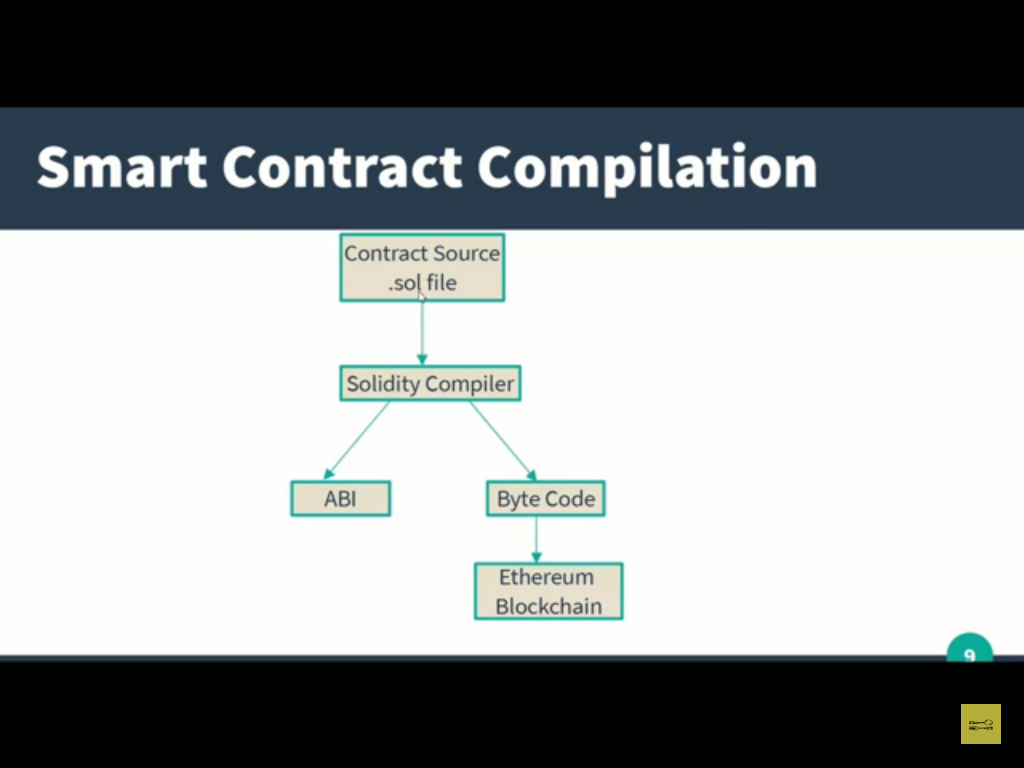 Smart Contract Compilation
Contract Source
.sol file
Solidity Compiler
ABI
Byte Code
Ethereum
Blockchain
9